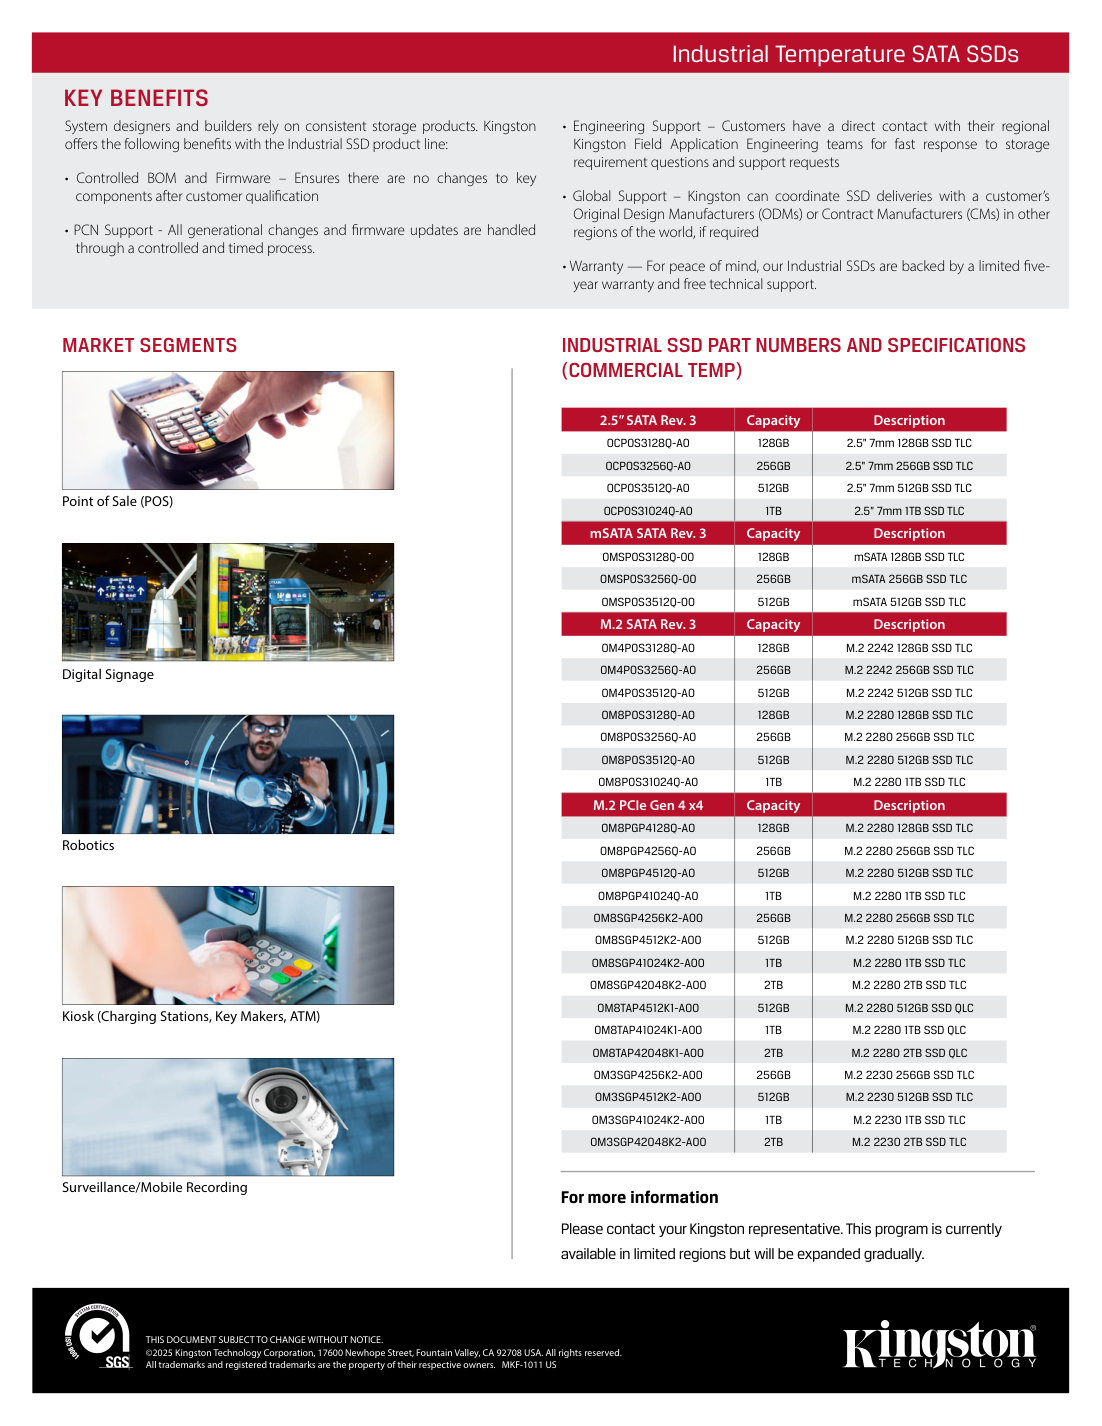 Industrial Temperature SATA SSDs
KEY BENEFITS
System designers and builders rely on consistent storage products. Kingston
offers the following benefits with the Industrial SSD product line:
• Controlled BOM and Firmware – Ensures there are no changes to key
components after customer qualification
• PCN Support - All generational changes and firmware updates are handled
through a controlled and timed process.
• Engineering Support – Customers have a direct contact with their regional
Kingston Field Application Engineering teams for fast response to storage
requirement questions and support requests
• Global Support – Kingston can coordinate SSD deliveries with a customer's
Original Design Manufacturers (ODMs) or Contract Manufacturers (CMs) in other
regions of the world, if required
• Warranty — For peace of mind, our Industrial SSDs are backed by a limited five-
year warranty and free technical support.
MARKET SEGMENTS
Point of Sale (POS)
Digital Signage
Robotics
Kiosk (Charging Stations, Key Makers, ATM)
Surveillance/Mobile Recording
INDUSTRIAL SSD PART NUMBERS AND SPECIFICATIONS
(COMMERCIAL TEMP)
2.5” SATA Rev. 3 Capacity Description
OCP0S3128Q-A0 128GB 2.5" 7mm 128GB SSD TLC
OCP0S3256Q-A0 256GB 2.5" 7mm 256GB SSD TLC
OCP0S3512Q-A0 512GB 2.5" 7mm 512GB SSD TLC
OCP0S31024Q-A0 1TB 2.5" 7mm 1TB SSD TLC
mSATA SATA Rev. 3 Capacity Description
OMSP0S3128Q-00 128GB mSATA 128GB SSD TLC
OMSP0S3256Q-00 256GB mSATA 256GB SSD TLC
OMSP0S3512Q-00 512GB mSATA 512GB SSD TLC
M.2 SATA Rev. 3 Capacity Description
OM4P0S3128Q-A0 128GB M.2 2242 128GB SSD TLC
OM4P0S3256Q-A0 256GB M.2 2242 256GB SSD TLC
OM4P0S3512Q-A0 512GB M.2 2242 512GB SSD TLC
OM8P0S3128Q-A0 128GB M.2 2280 128GB SSD TLC
OM8P0S3256Q-A0 256GB M.2 2280 256GB SSD TLC
OM8P0S3512Q-A0 512GB M.2 2280 512GB SSD TLC
OM8P0S31024Q-A0 1TB M.2 2280 1TB SSD TLC
M.2 PCIe Gen 4 x4 Capacity Description
OM8PGP4128Q-A0 128GB M.2 2280 128GB SSD TLC
OM8PGP4256Q-A0 256GB M.2 2280 256GB SSD TLC
OM8PGP4512Q-A0 512GB M.2 2280 512GB SSD TLC
OM8PGP41024Q-A0 1TB M.2 2280 1TB SSD TLC
OM8SGP4256K2-A00 256GB M.2 2280 256GB SSD TLC
OM8SGP4512K2-A00 512GB M.2 2280 512GB SSD TLC
OM8SGP41024K2-A00 1TB M.2 2280 1TB SSD TLC
OM8SGP42048K2-A00 2TB M.2 2280 2TB SSD TLC
OM8TAP4512K1-A00 512GB M.2 2280 512GB SSD QLC
OM8TAP41024K1-A00 1TB M.2 2280 1TB SSD QLC
OM8TAP42048K1-A00 2TB M.2 2280 2TB SSD QLC
OM3SGP4256K2-A00 256GB M.2 2230 256GB SSD TLC
OM3SGP4512K2-A00 512GB M.2 2230 512GB SSD TLC
OM3SGP41024K2-A00 1TB M.2 2230 1TB SSD TLC
OM3SGP42048K2-A00 2TB M.2 2230 2TB SSD TLC
For more information
Please contact your Kingston representative. This program is currently
available in limited regions but will be expanded gradually.
SYSTEM CERTIFICATION
ISO 9001
SGS
THIS DOCUMENT SUBJECT TO CHANGE WITHOUT NOTICE.
©2025 Kingston Technology Corporation, 17600 Newhope Street, Fountain Valley, CA 92708 USA. All rights reserved.
All trademarks and registered trademarks are the property of their respective owners. MKF-1011 US
Kingston®
TECHNOLOGY